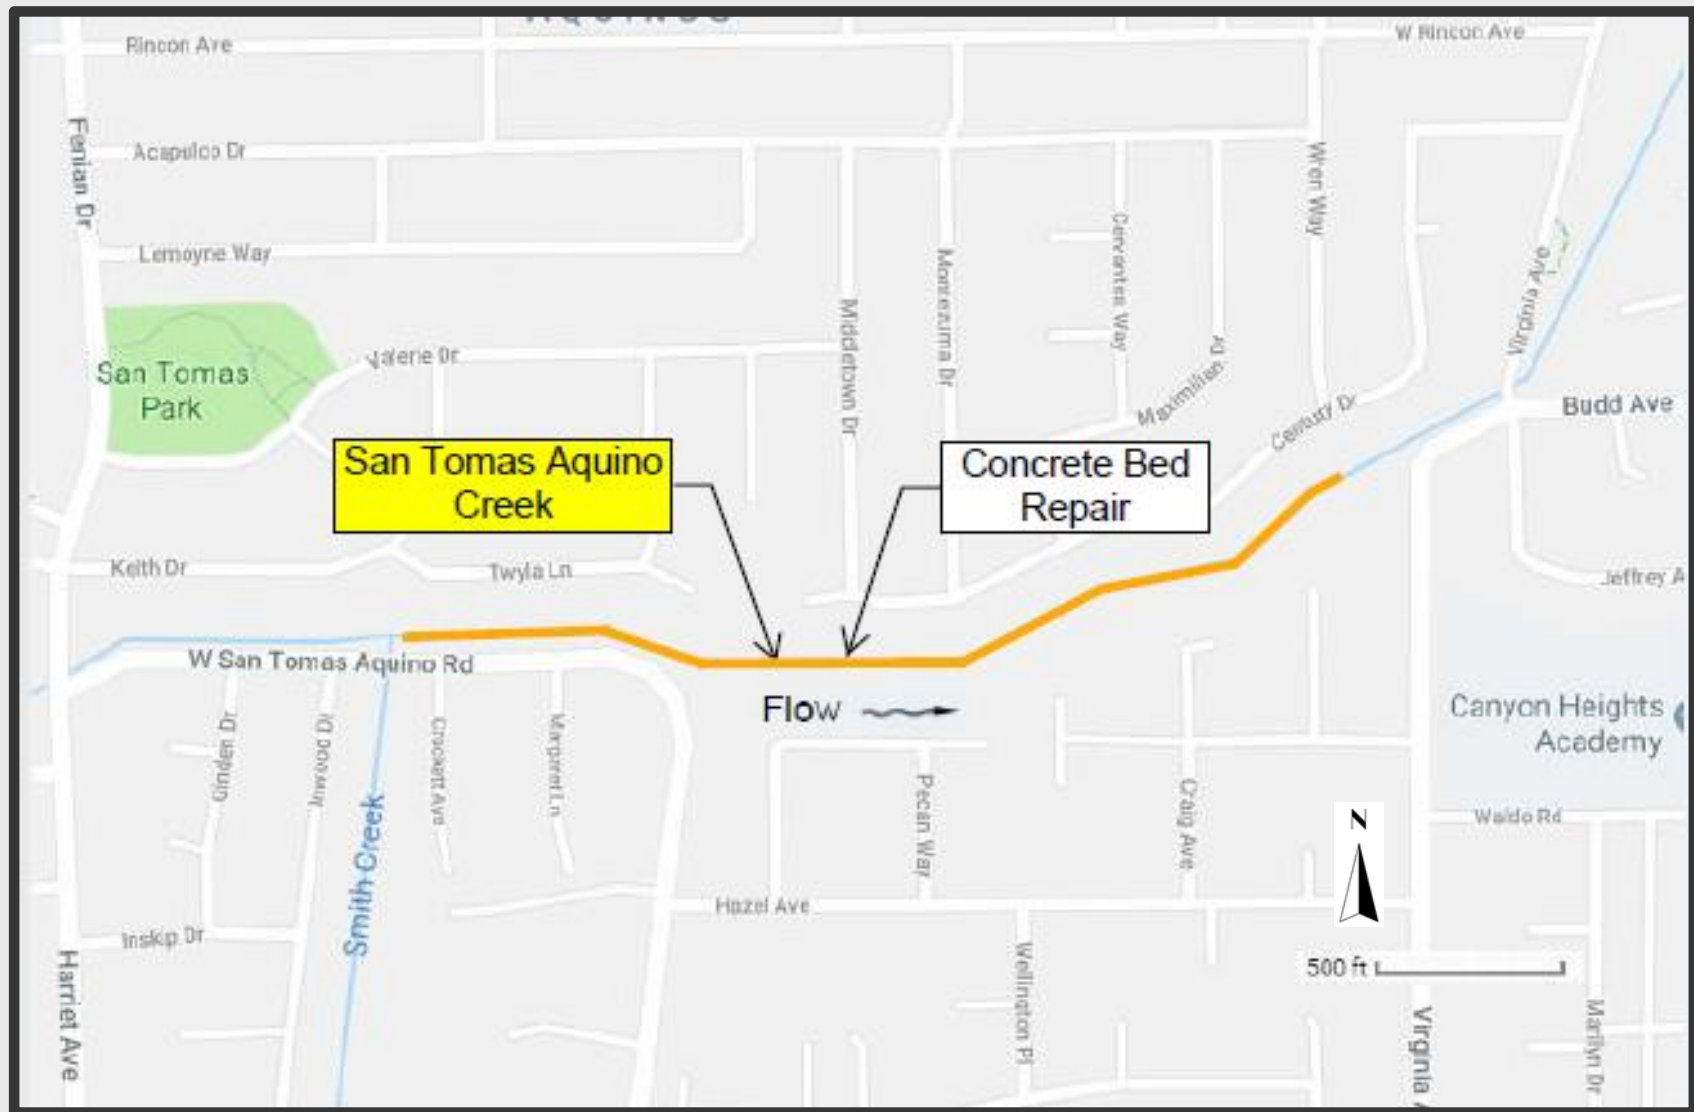 Rincon Ave
W Rincon Ave
Fenian Dr
Acapulco Dr
Wren Way
Lemoyne Way
Cervantes Way
Montezuma Dr
Middletown Dr
Virginia Ave
San Tomas
Park
Valerie Dr
Maximilian Dr
Century Dr
Budd Ave
San Tomas Aquino
Creek
Concrete Bed
Repair
Keith Dr
Twyla Ln
Jeffrey A
W San Tomas Aquino Rd
Flow
Canyon Heights
Academy
Ginden Dr
Inwood Dr
Crockett Ave
Margaret Ln
Smith Creek
Pecan Way
Craig Ave
Waldo Rd
N
Hazel Ave
Inskip Dr
Harriet Ave
Wellington Pl
500 ft
Virginia A
Marilyn Dr